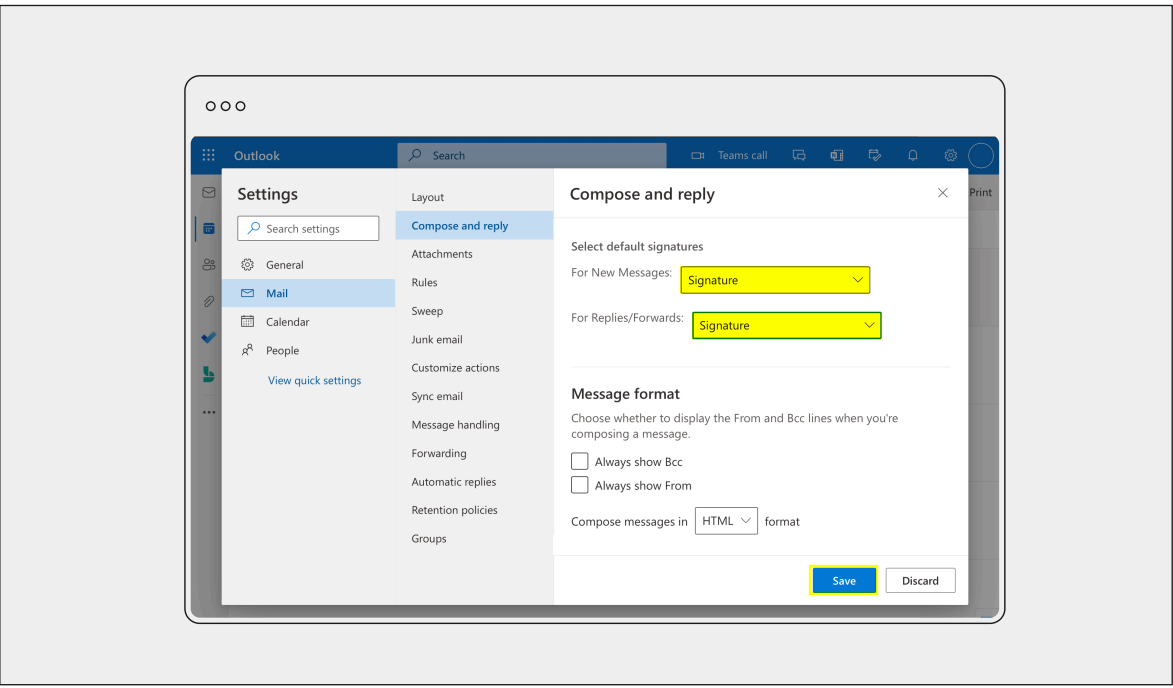 Outlook
Search
Teams call
Print
Settings
Search settings
General
Mail
Calendar
People
View quick settings
Layout
Compose and reply
Attachments
Rules
Sweep
Junk email
Customize actions
Sync email
Message handling
Forwarding
Automatic replies
Retention policies
Groups
Compose and reply
Select default signatures
For New Messages: Signature
For Replies/Forwards: Signature
Message format
Choose whether to display the From and Bcc lines when you're
composing a message.
Always show Bcc
Always show From
Compose messages in HTML format
Save Discard